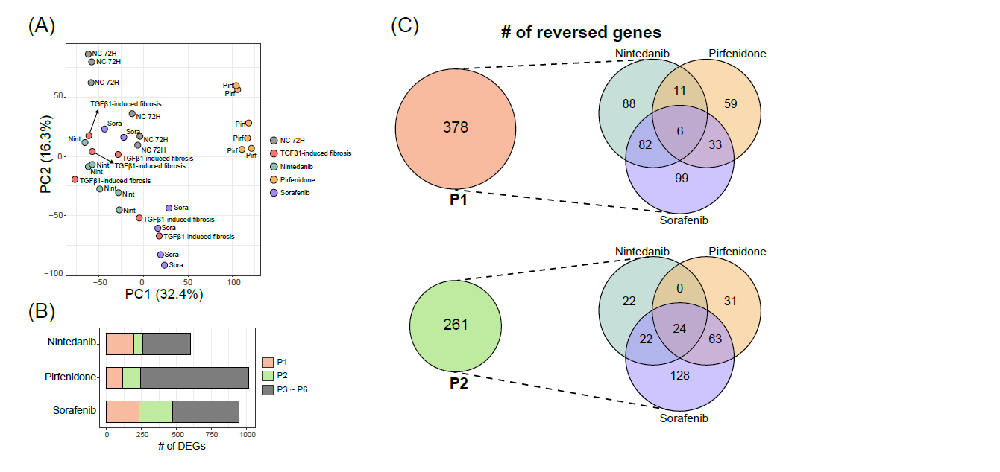 (A)
NC 72H
NC 72H
NC 72H
TGFβ1-induced fibrosis
NC 72H
Sora
Sora
Nint
NC 72H
NC 72H
TGFβ1-induced fibrosis
TGFβ1-induced fibrosis
Nint
Nint
TGFβ1-induced fibrosis
Nint
Nint
Nint
Sora
TGFβ1-induced fibrosis
Sora
TGFβ1-induced fibrosis
Sora
Sora
Pirf
Pirf
Pirf
Pirf
Pirf
Pirf
50
0
−50
−100
PC2 (16.3%)
−50
0
50
100
PC1 (32.4%)
NC 72H
TGFβ1-induced fibrosis
Nintedanib
Pirfenidone
Sorafenib
(B)
Nintedanib
Pirfenidone
Sorafenib
0
250
500
750
1000
# of DEGs
P1
P2
P3 ~ P6
(C)
# of reversed genes
378
P1
Nintedanib
Pirfenidone
88
11
59
6
82
33
99
Sorafenib
261
P2
Nintedanib
Pirfenidone
22
0
31
24
22
63
128
Sorafenib